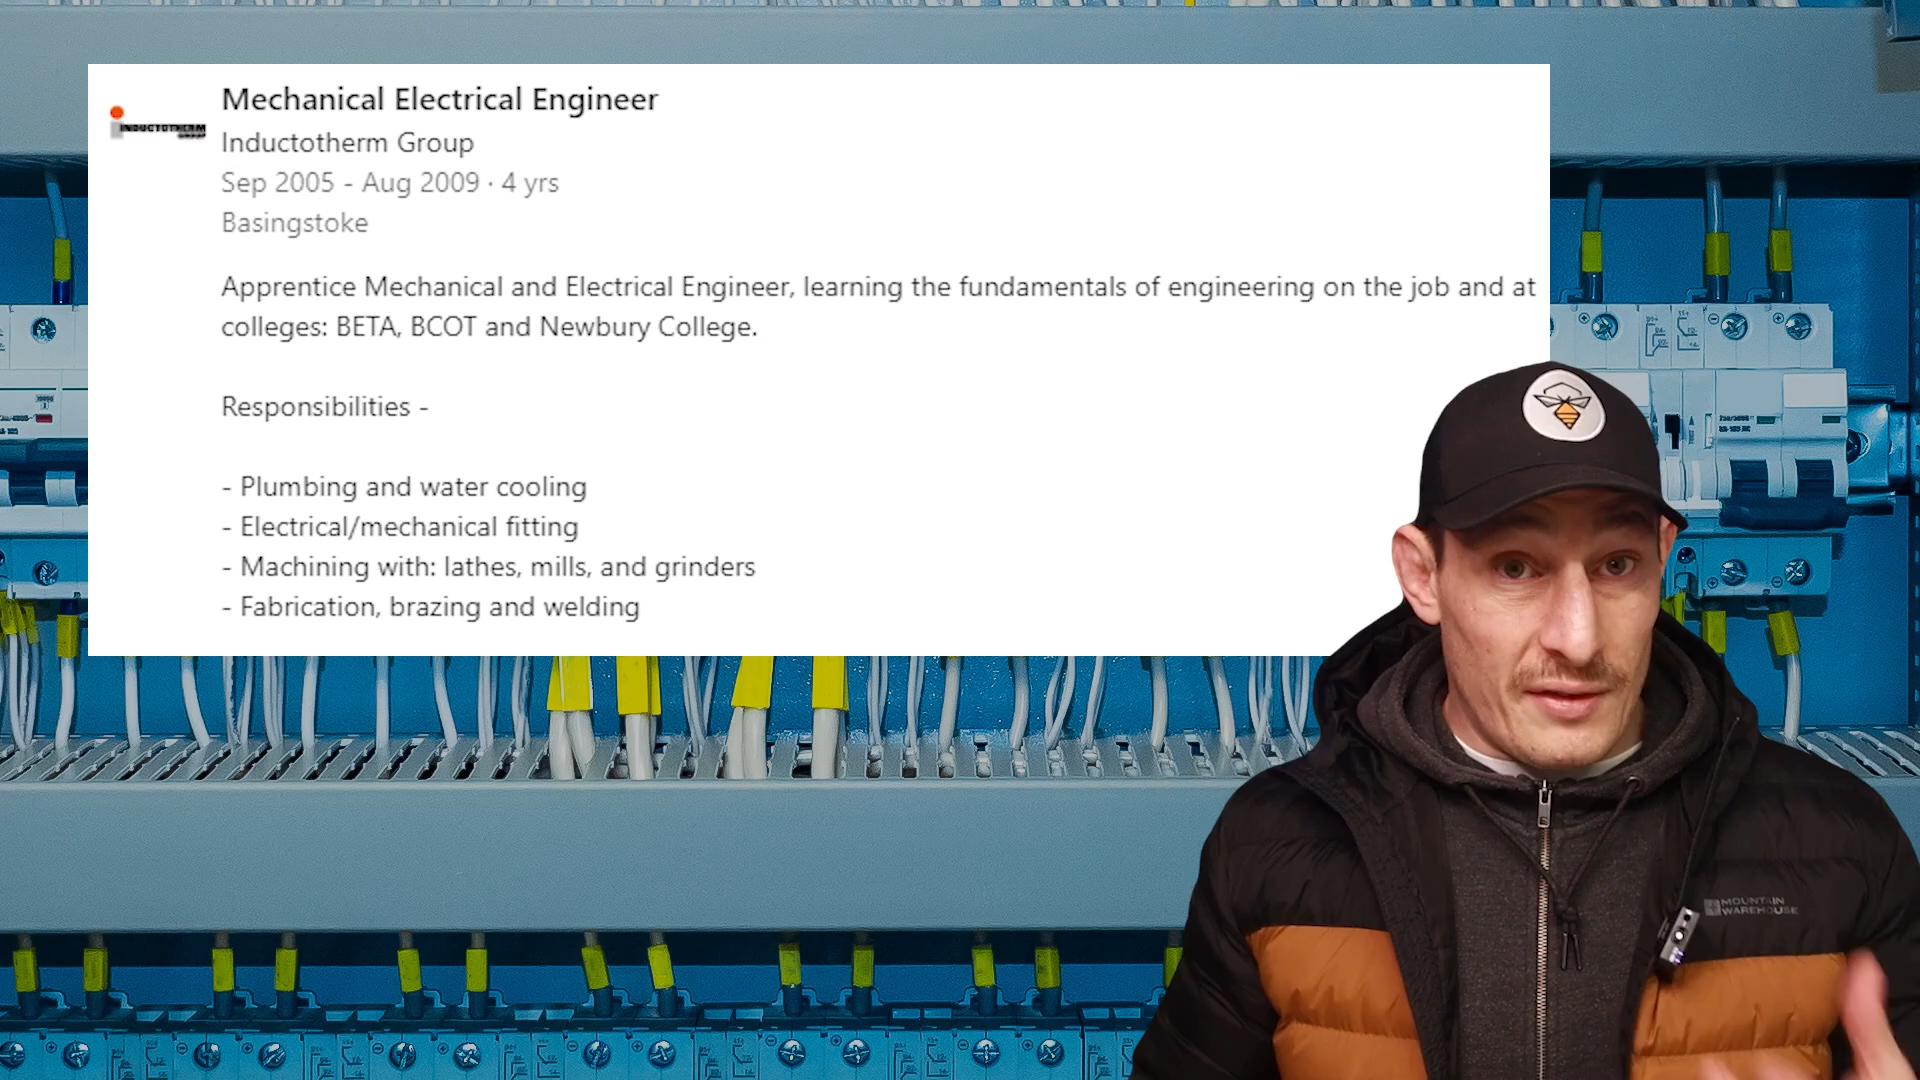 Mechanical Electrical Engineer
INDUCTOTHERM
GROUP
Inductotherm Group
Sep 2005 - Aug 2009 · 4 yrs
Basingstoke
Apprentice Mechanical and Electrical Engineer, learning the fundamentals of engineering on the job and at
colleges: BETA, BCOT and Newbury College.
Responsibilities -
- Plumbing and water cooling
- Electrical/mechanical fitting
- Machining with: lathes, mills, and grinders
- Fabrication, brazing and welding
MOUNTAIN
WAREHOUSE